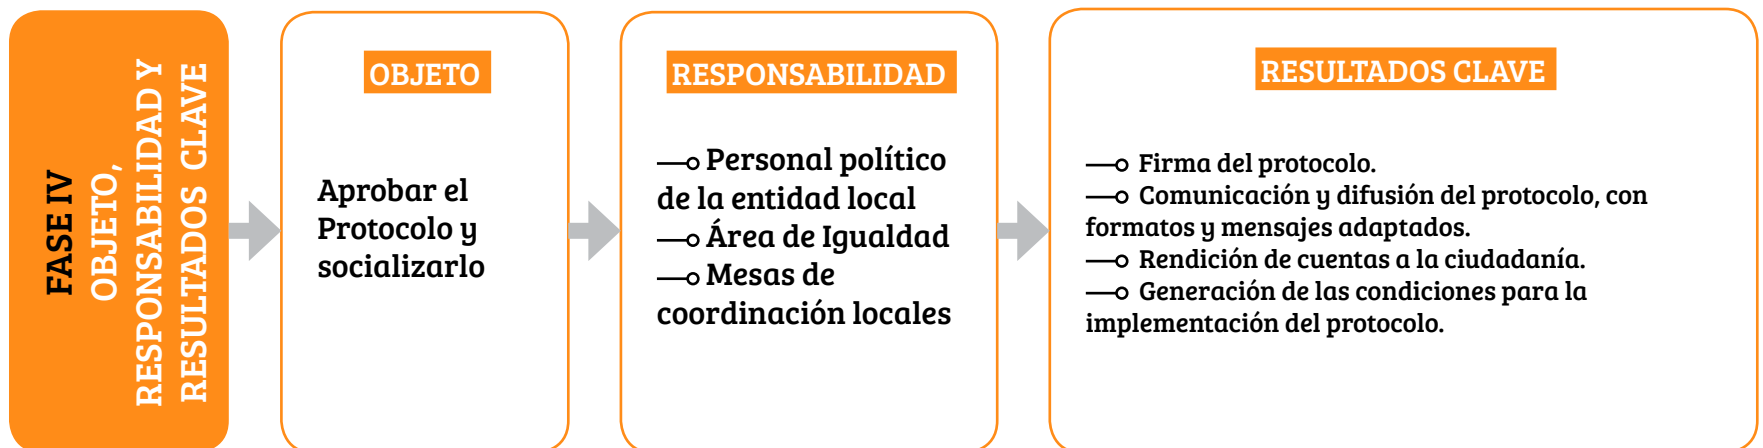 FASE IV
OBJETO,
RESPONSABILIDAD Y
RESULTADOS CLAVE
OBJETO
Aprobar el
Protocolo y
socializarlo
RESPONSABILIDAD
Personal político
de la entidad local
Área de Igualdad
Mesas de
coordinación locales
RESULTADOS CLAVE
Firma del protocolo.
Comunicación y difusión del protocolo, con
formatos y mensajes adaptados.
Rendición de cuentas a la ciudadanía.
Generación de las condiciones para la
implementación del protocolo.